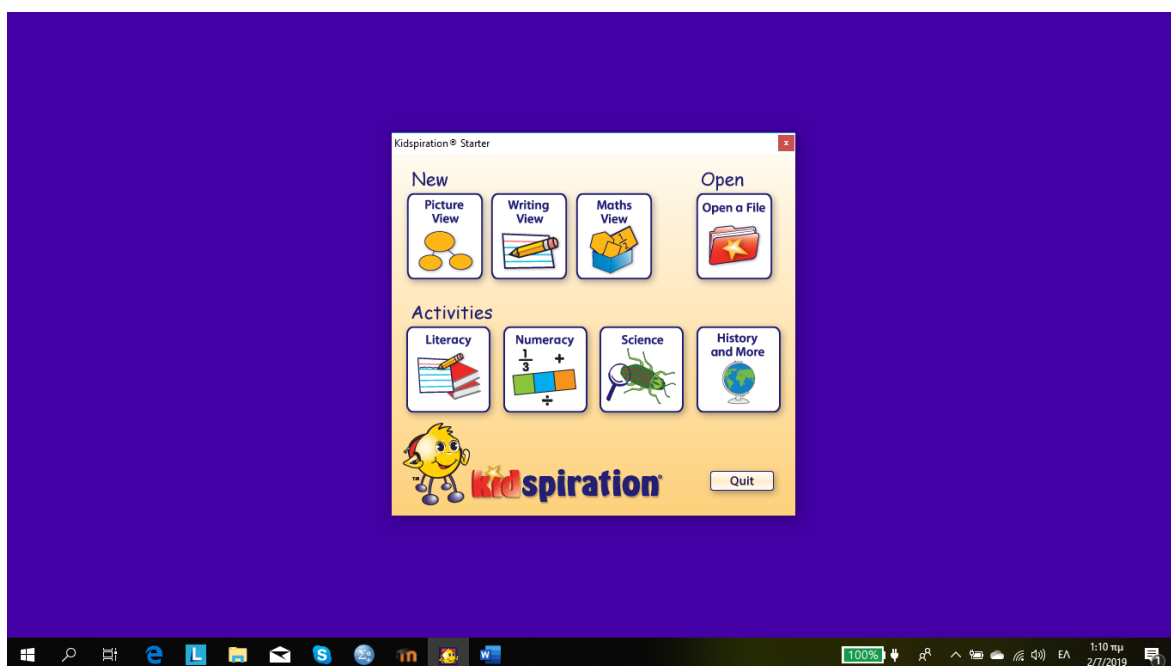 Kidspiration® Starter
x
New
Open
Picture
View
Writing
View
Maths
View
Open a File
Activities
Literacy
Numeracy
1/3 +
÷
Science
History
and More
TM
kidspiration®
Quit
100%
ΕΛ
1:10 πμ
2/7/2019